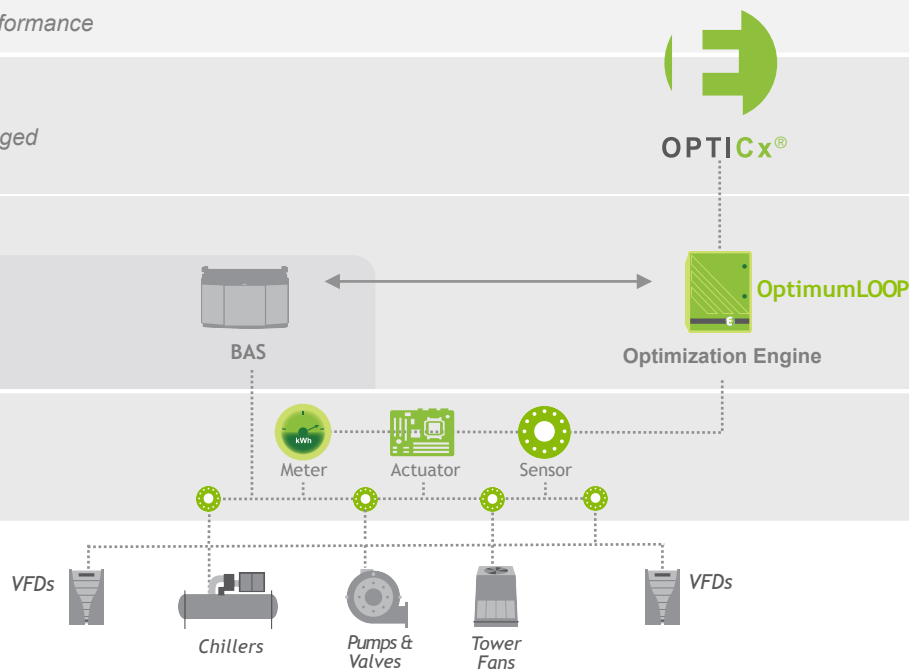 formance
ged
OPTICx®
OptimumLOOP
BAS
Optimization Engine
kWh
Meter
Actuator
Sensor
VFDs
VFDs
Chillers
Pumps &
Valves
Tower
Fans